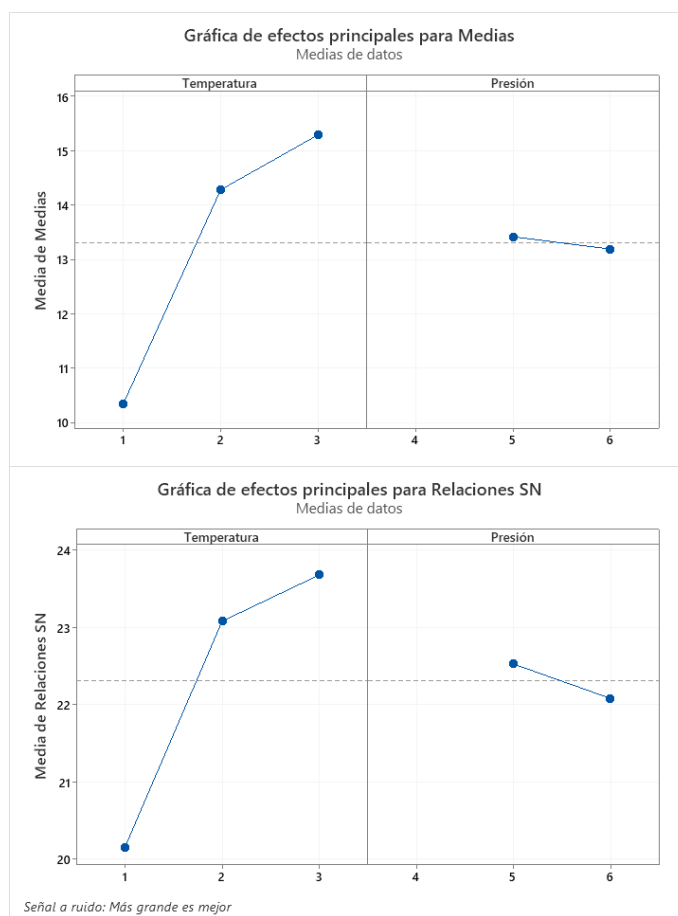 Gráfica de efectos principales para Medias
Medias de datos
Temperatura Presión
Media de Medias
16
15
14
13
12
11
10
1 2 3 4 5 6
Gráfica de efectos principales para Relaciones SN
Medias de datos
Temperatura Presión
Media de Relaciones SN
24
23
22
21
20
1 2 3 4 5 6
Señal a ruido: Más grande es mejor